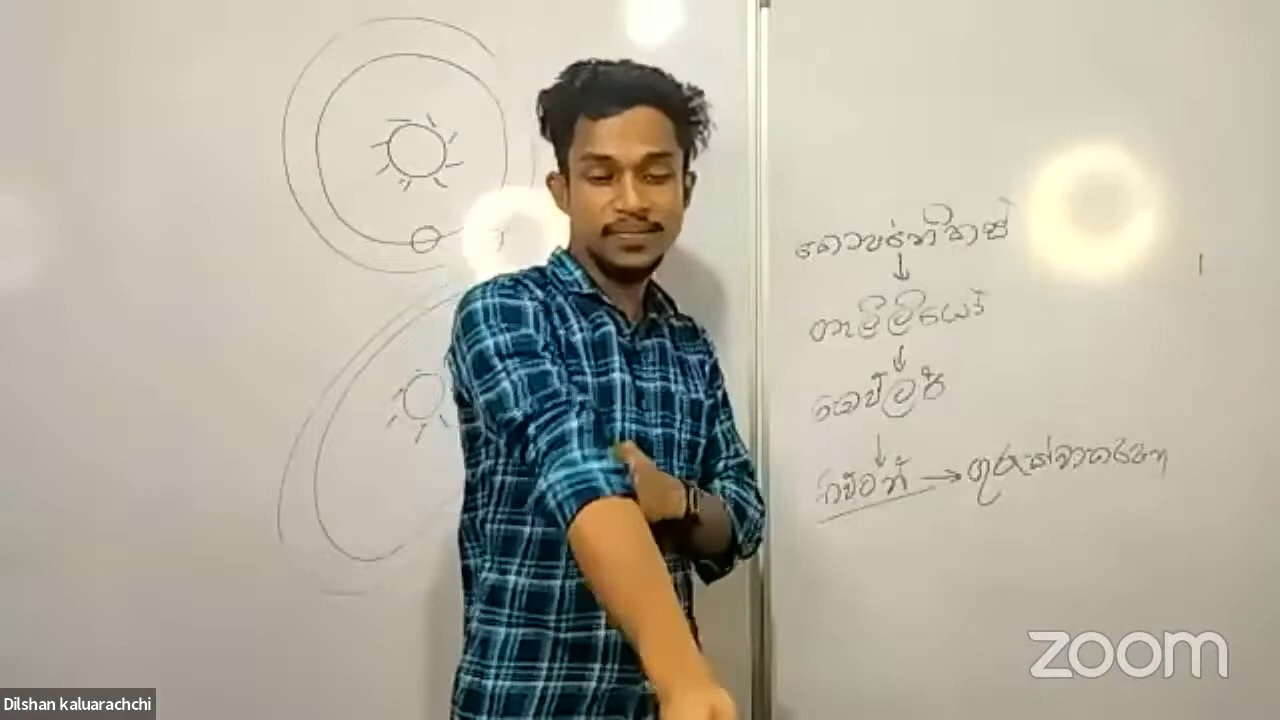 කොපර්නිකස්
ගැලීලියෝ
කෙප්ලර්
නිව්ටන් → ගුරුත්වාකර්ෂණ
zoom
Dilshan kaluarachchi